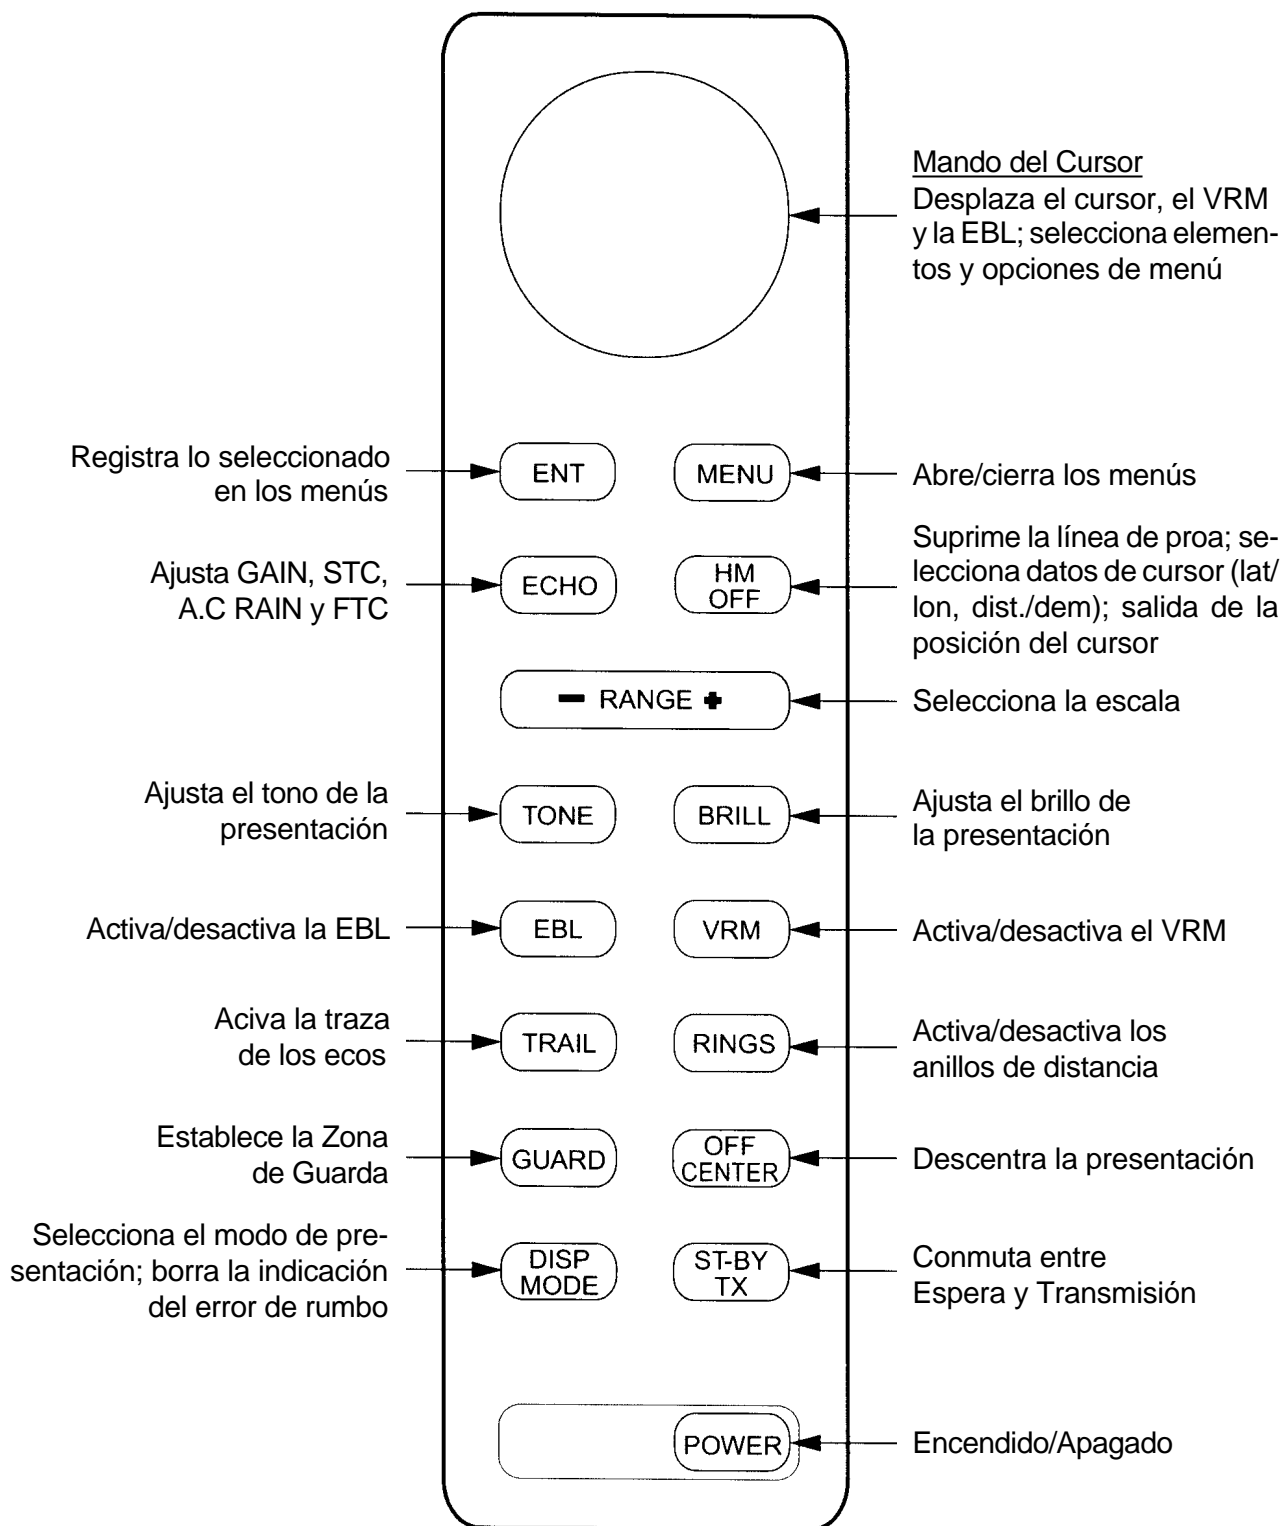 Mando del Cursor
Desplaza el cursor, el VRM
y la EBL; selecciona elemen-
tos y opciones de menú
Registra lo seleccionado
en los menús
ENT
MENU
Abre/cierra los menús
Ajusta GAIN, STC,
A.C RAIN y FTC
ECHO
HM
OFF
Suprime la línea de proa; se-
lecciona datos de cursor (lat/
lon, dist./dem); salida de la
posición del cursor
- RANGE +
Selecciona la escala
Ajusta el tono de la
presentación
TONE
BRILL
Ajusta el brillo de
la presentación
Activa/desactiva la EBL
EBL
VRM
Activa/desactiva el VRM
Aciva la traza
de los ecos
TRAIL
RINGS
Activa/desactiva los
anillos de distancia
Establece la Zona
de Guarda
GUARD
OFF
CENTER
Descentra la presentación
Selecciona el modo de pre-
sentación; borra la indicación
del error de rumbo
DISP
MODE
ST-BY
TX
Conmuta entre
Espera y Transmisión
POWER
Encendido/Apagado